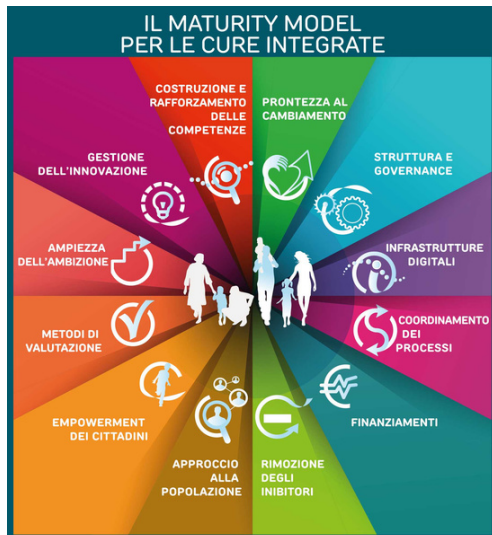 IL MATURITY MODEL
PER LE CURE INTEGRATE
COSTRUZIONE E
RAFFORZAMENTO
DELLE
COMPETENZE
PRONTEZZA AL
CAMBIAMENTO
GESTIONE
DELL'INNOVAZIONE
STRUTTURA E
GOVERNANCE
AMPIEZZA
DELL'AMBIZIONE
INFRASTRUTTURE
DIGITALI
METODI DI
VALUTAZIONE
COORDINAMENTO
DEI
PROCESSI
EMPOWERMENT
DEI CITTADINI
FINANZIAMENTI
APPROCCIO
ALLA
POPOLAZIONE
RIMOZIONE
DEGLI
INIBITORI